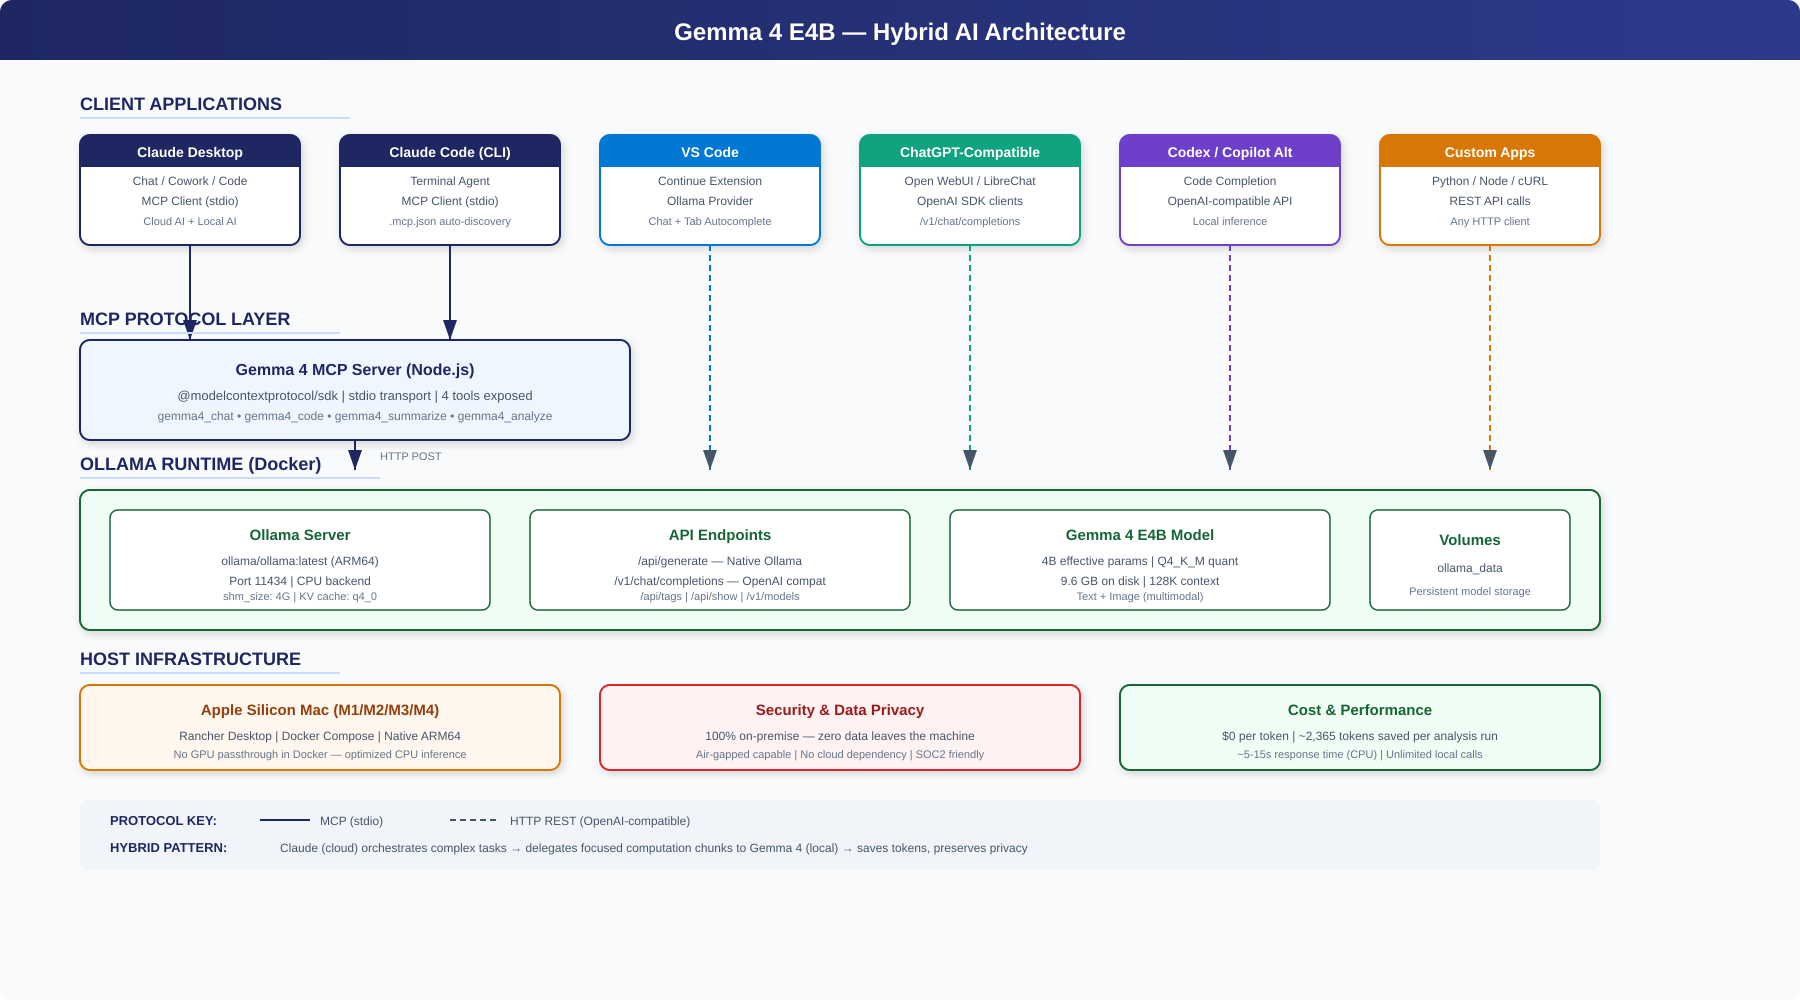 Gemma 4 E4B — Hybrid AI Architecture
CLIENT APPLICATIONS
Claude Desktop
Chat / Cowork / Code
MCP Client (stdio)
Cloud AI + Local AI
Claude Code (CLI)
Terminal Agent
MCP Client (stdio)
.mcp.json auto-discovery
VS Code
Continue Extension
Ollama Provider
Chat + Tab Autocomplete
ChatGPT-Compatible
Open WebUI / LibreChat
OpenAI SDK clients
/v1/chat/completions
Codex / Copilot Alt
Code Completion
OpenAI-compatible API
Local inference
Custom Apps
Python / Node / cURL
REST API calls
Any HTTP client
MCP PROTOCOL LAYER
Gemma 4 MCP Server (Node.js)
@modelcontextprotocol/sdk | stdio transport | 4 tools exposed
gemma4_chat • gemma4_code • gemma4_summarize • gemma4_analyze
HTTP POST
OLLAMA RUNTIME (Docker)
Ollama Server
ollama/ollama:latest (ARM64)
Port 11434 | CPU backend
shm_size: 4G | KV cache: q4_0
API Endpoints
/api/generate — Native Ollama
/v1/chat/completions — OpenAI compat
/api/tags | /api/show | /v1/models
Gemma 4 E4B Model
4B effective params | Q4_K_M quant
9.6 GB on disk | 128K context
Text + Image (multimodal)
Volumes
ollama_data
Persistent model storage
HOST INFRASTRUCTURE
Apple Silicon Mac (M1/M2/M3/M4)
Rancher Desktop | Docker Compose | Native ARM64
No GPU passthrough in Docker — optimized CPU inference
Security & Data Privacy
100% on-premise — zero data leaves the machine
Air-gapped capable | No cloud dependency | SOC2 friendly
Cost & Performance
$0 per token | ~2,365 tokens saved per analysis run
~5-15s response time (CPU) | Unlimited local calls
PROTOCOL KEY: MCP (stdio) HTTP REST (OpenAI-compatible)
HYBRID PATTERN: Claude (cloud) orchestrates complex tasks → delegates focused computation chunks to Gemma 4 (local) → saves tokens, preserves privacy